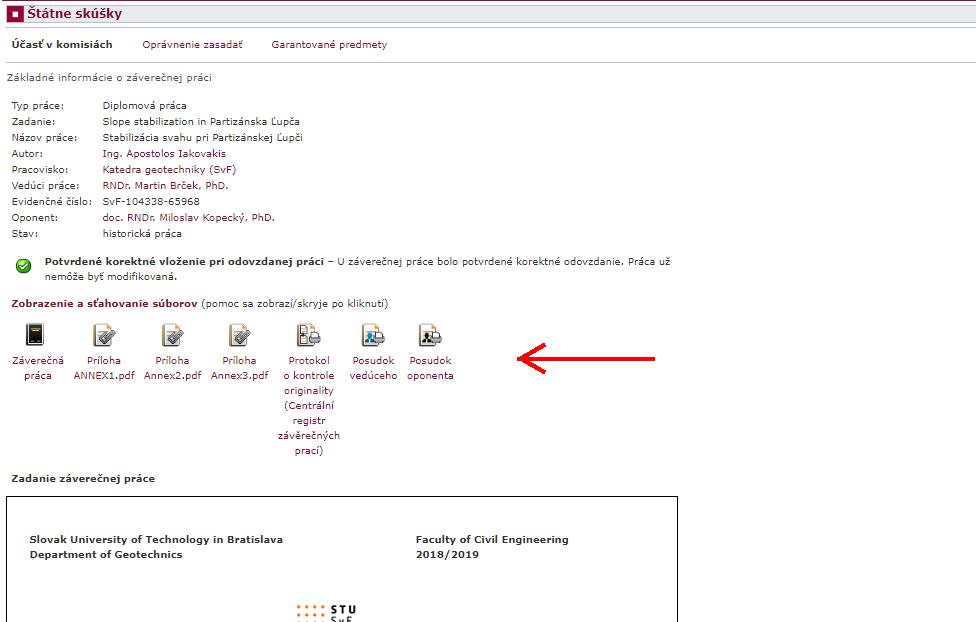 Štátne skúšky
Účasť v komisiách Oprávnenie zasadať Garantované predmety
Základné informácie o záverečnej práci
Typ práce: Diplomová práca
Zadanie: Slope stabilization in Partizánska Ľupča
Názov práce: Stabilizácia svahu pri Partizánskej Ľupči
Autor: Ing. Apostolos Iakovakis
Pracovisko: Katedra geotechniky (SvF)
Vedúci práce: RNDr. Martin Brček, PhD.
Evidenčné číslo: SvF-104338-65968
Oponent: doc. RNDr. Miloslav Kopecký, PhD.
Stav: historická práca
Potvrdené korektné vloženie pri odovzdanej práci – U záverečnej práce bolo potvrdené korektné odovzdanie. Práca už
nemôže byť modifikovaná.
Zobrazenie a sťahovanie súborov (pomoc sa zobrazí/skryje po kliknutí)
Záverečná práca
Príloha ANNEX1.pdf
Príloha Annex2.pdf
Príloha Annex3.pdf
Protokol
o kontrole
originality
(Centrální
registr
závěrečných
prací)
Posudok vedúceho
Posudok oponenta
Zadanie záverečnej práce
Slovak University of Technology in Bratislava
Department of Geotechnics
Faculty of Civil Engineering
2018/2019
STU
SvF